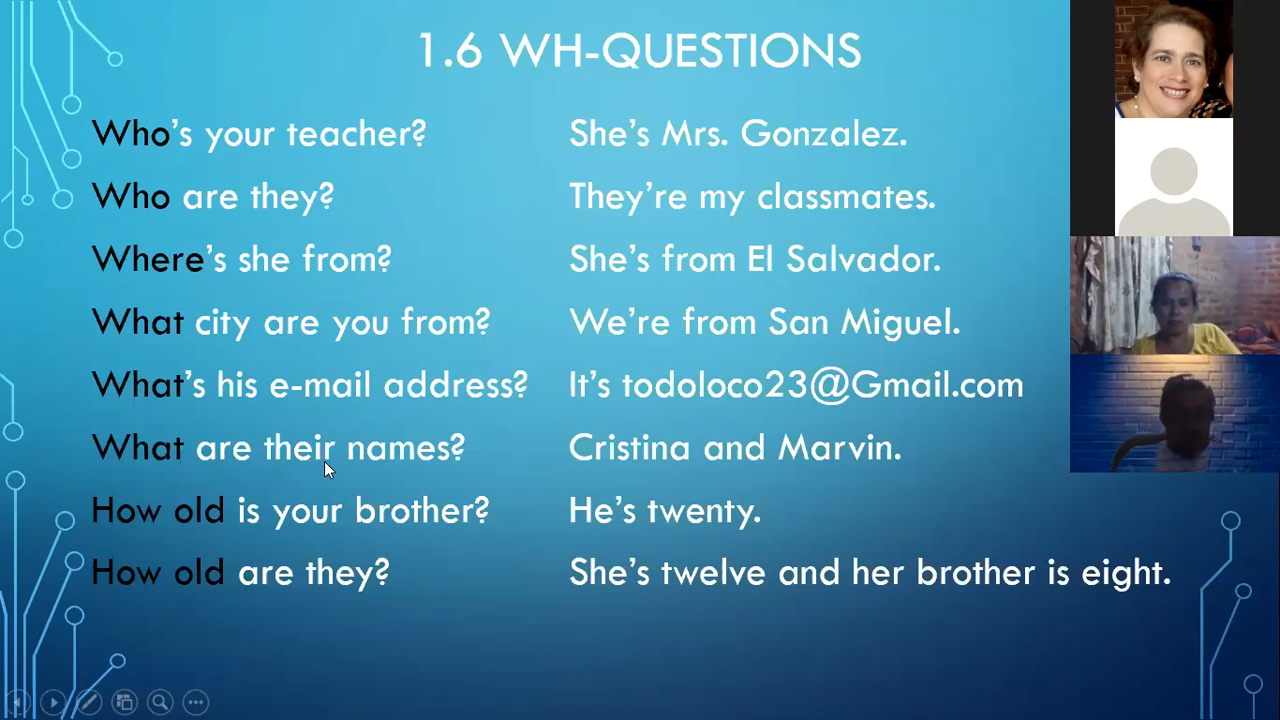 1.6 WH-QUESTIONS
Who's your teacher? She's Mrs. Gonzalez.
Who are they? They're my classmates.
Where's she from? She's from El Salvador.
What city are you from? We're from San Miguel.
What's his e-mail address? It's todoloco23@Gmail.com
What are their names? Cristina and Marvin.
How old is your brother? He's twenty.
How old are they? She's twelve and her brother is eight.